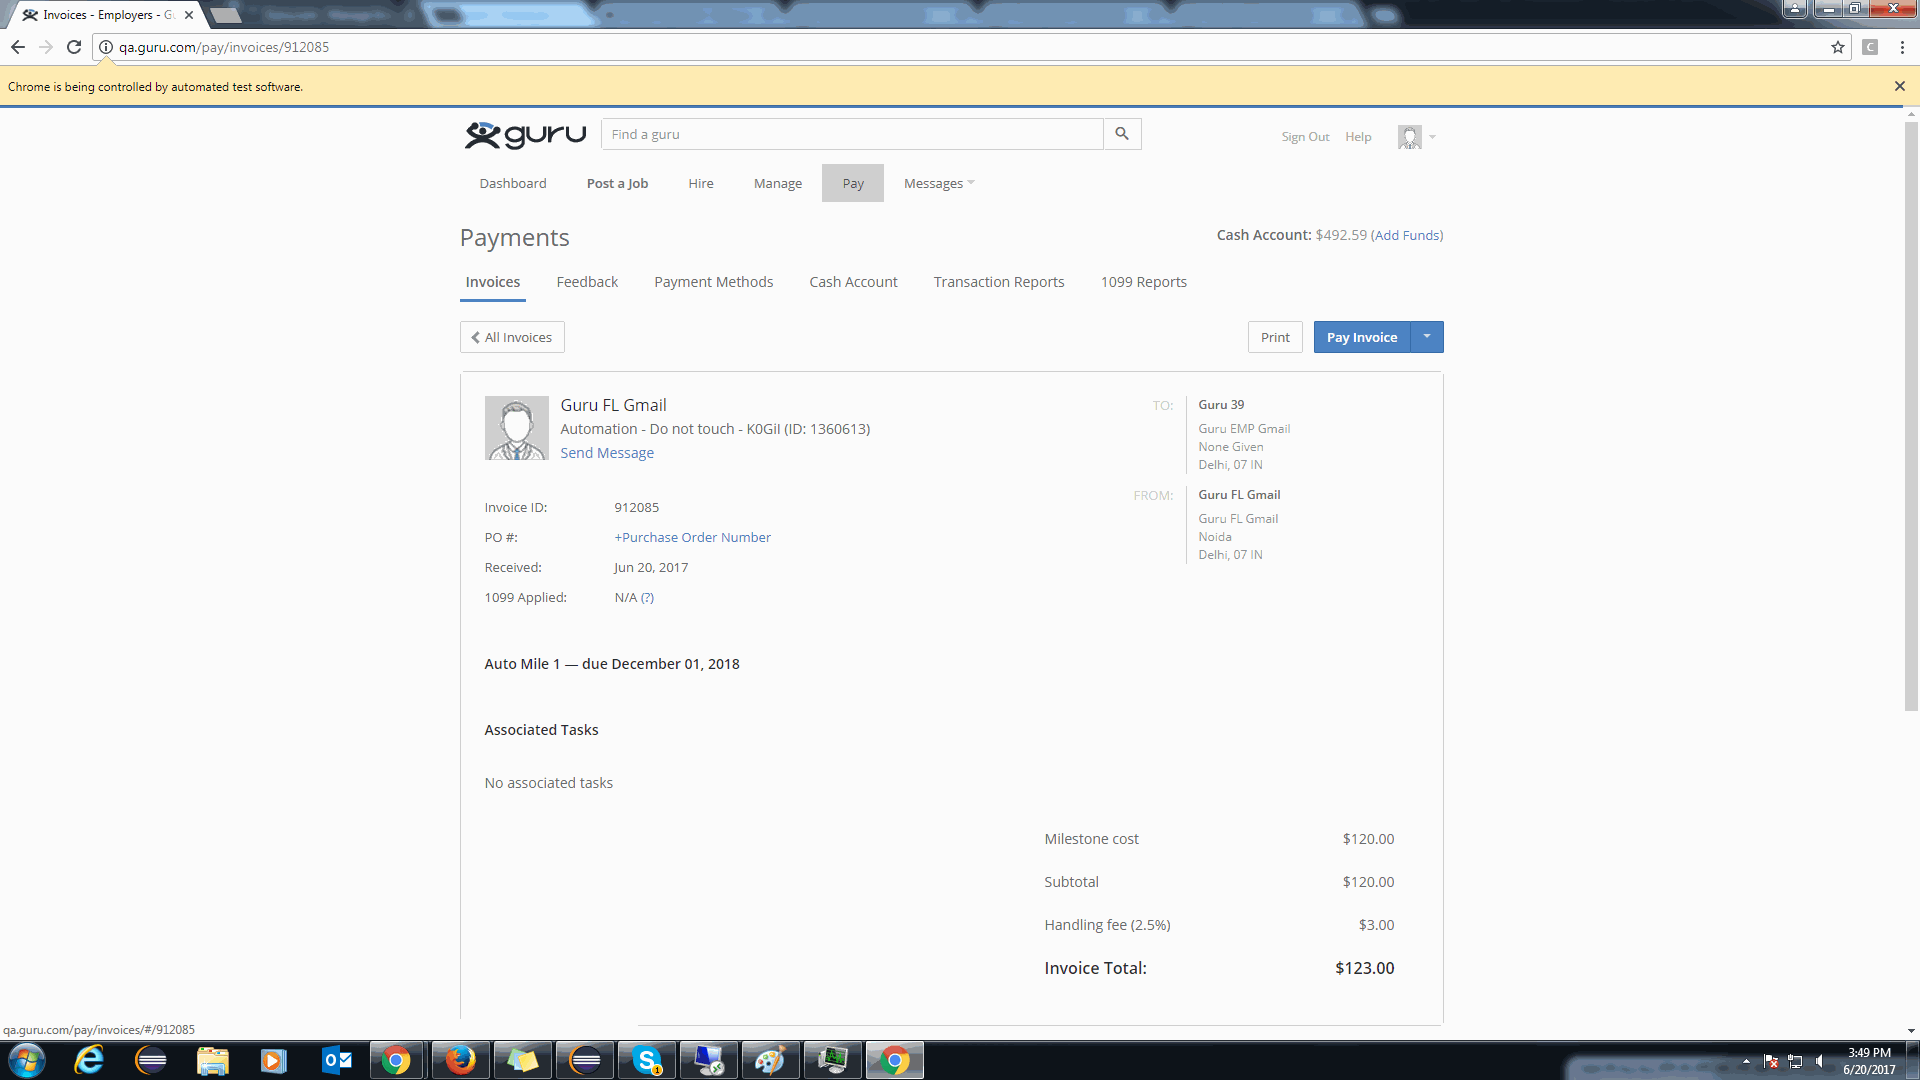 Invoices - Employers - Gu
qa.guru.com/pay/invoices/912085
C
Chrome is being controlled by automated test software.
guru
Find a guru
Sign Out
Help
Dashboard
Post a Job
Hire
Manage
Pay
Messages
Payments
Cash Account: $492.59 (Add Funds)
Invoices
Feedback
Payment Methods
Cash Account
Transaction Reports
1099 Reports
All Invoices
Print
Pay Invoice
Guru FL Gmail
Automation - Do not touch - K0GiI (ID: 1360613)
Send Message
TO:
Guru 39
Guru EMP Gmail
None Given
Delhi, 07 IN
FROM:
Guru FL Gmail
Guru FL Gmail
Noida
Delhi, 07 IN
Invoice ID: 912085
PO #: +Purchase Order Number
Received: Jun 20, 2017
1099 Applied: N/A (?)
Auto Mile 1 — due December 01, 2018
Associated Tasks
No associated tasks
Milestone cost $120.00
Subtotal $120.00
Handling fee (2.5%) $3.00
Invoice Total: $123.00
qa.guru.com/pay/invoices/#/912085
3:49 PM
6/20/2017